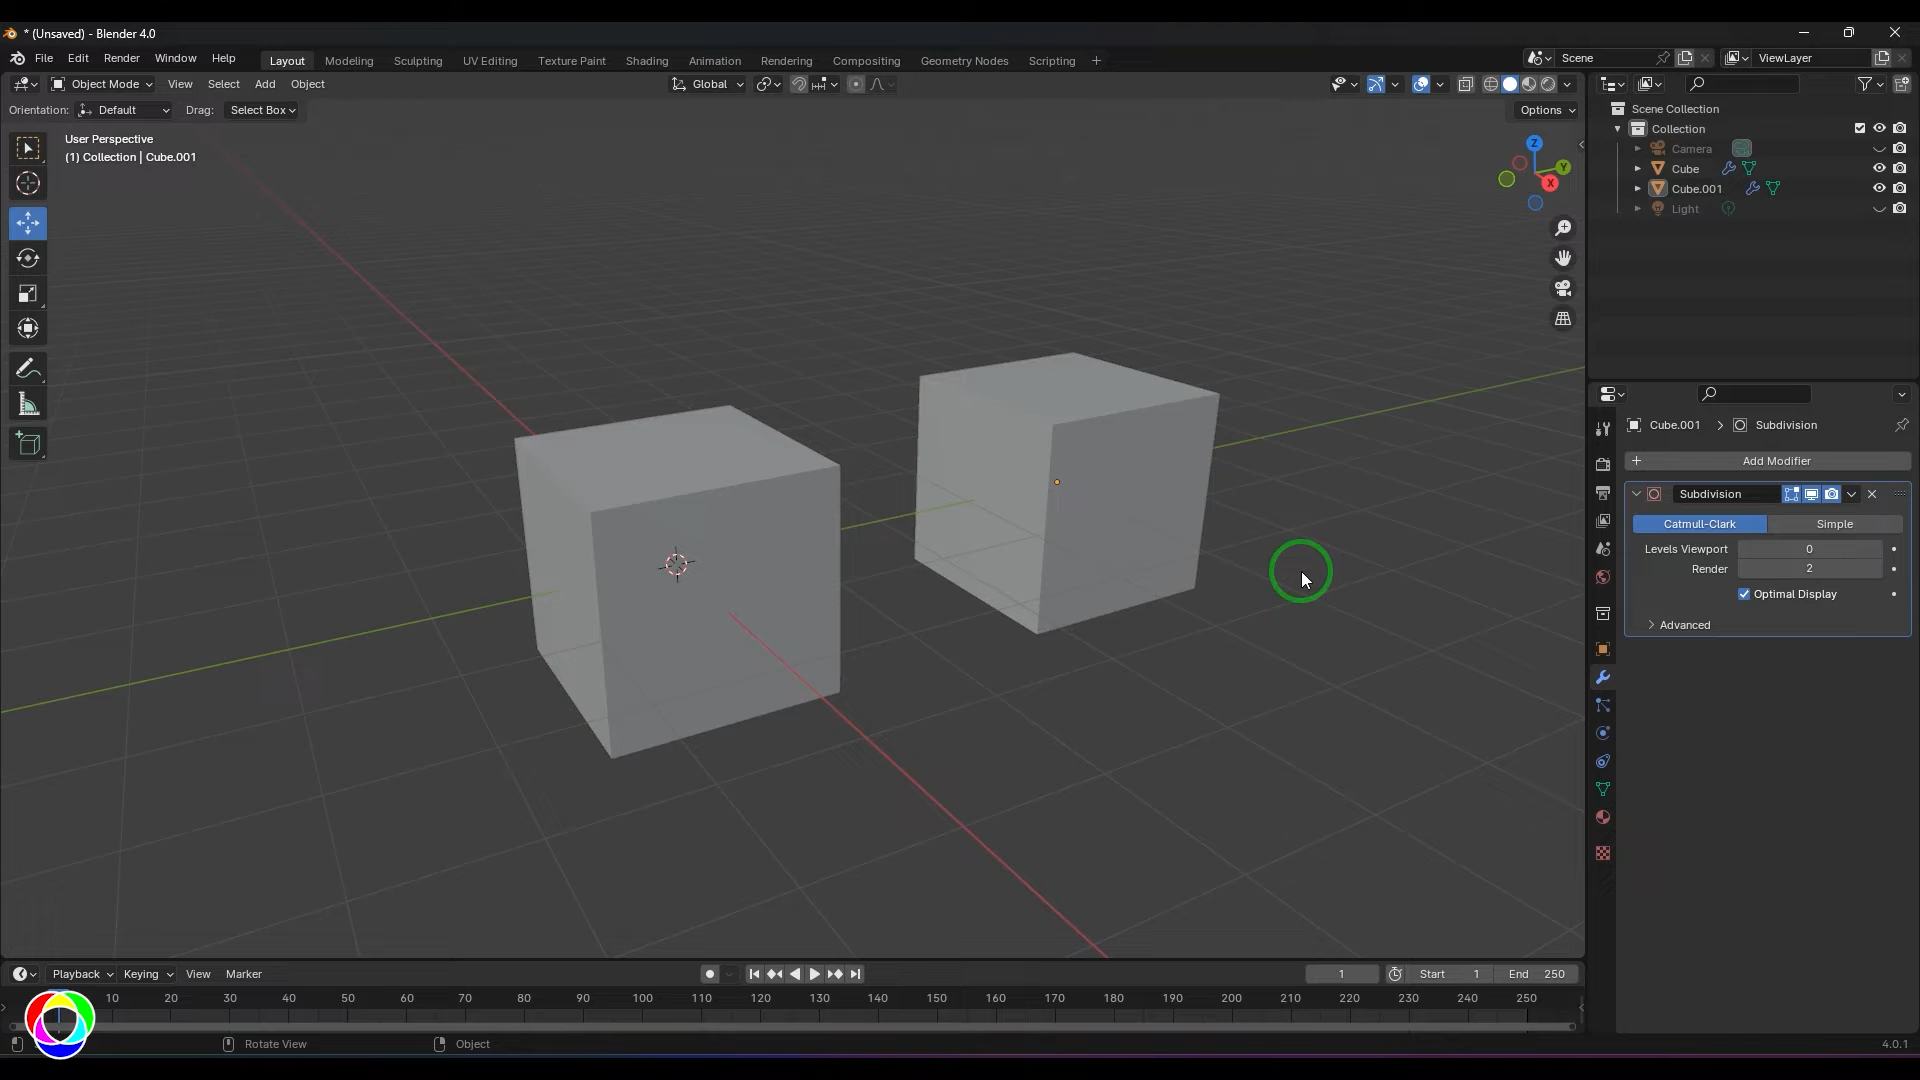 * (Unsaved) - Blender 4.0
File Edit Render Window Help Layout Modeling Sculpting UV Editing Texture Paint Shading Animation Rendering Compositing Geometry Nodes Scripting + Scene ViewLayer
Object Mode View Select Add Object Global
Orientation: Default Drag: Select Box Options
User Perspective
(1) Collection | Cube.001
Z
Y
X
Scene Collection
Collection
Camera
Cube
Cube.001
Light
Cube.001 > Subdivision
+ Add Modifier
Subdivision
Catmull-Clark Simple
Levels Viewport 0
Render 2
Optimal Display
Advanced
Playback Keying View Marker 1 Start 1 End 250
10 20 30 40 50 60 70 80 90 100 110 120 130 140 150 160 170 180 190 200 210 220 230 240 250
Rotate View Object 4.0.1